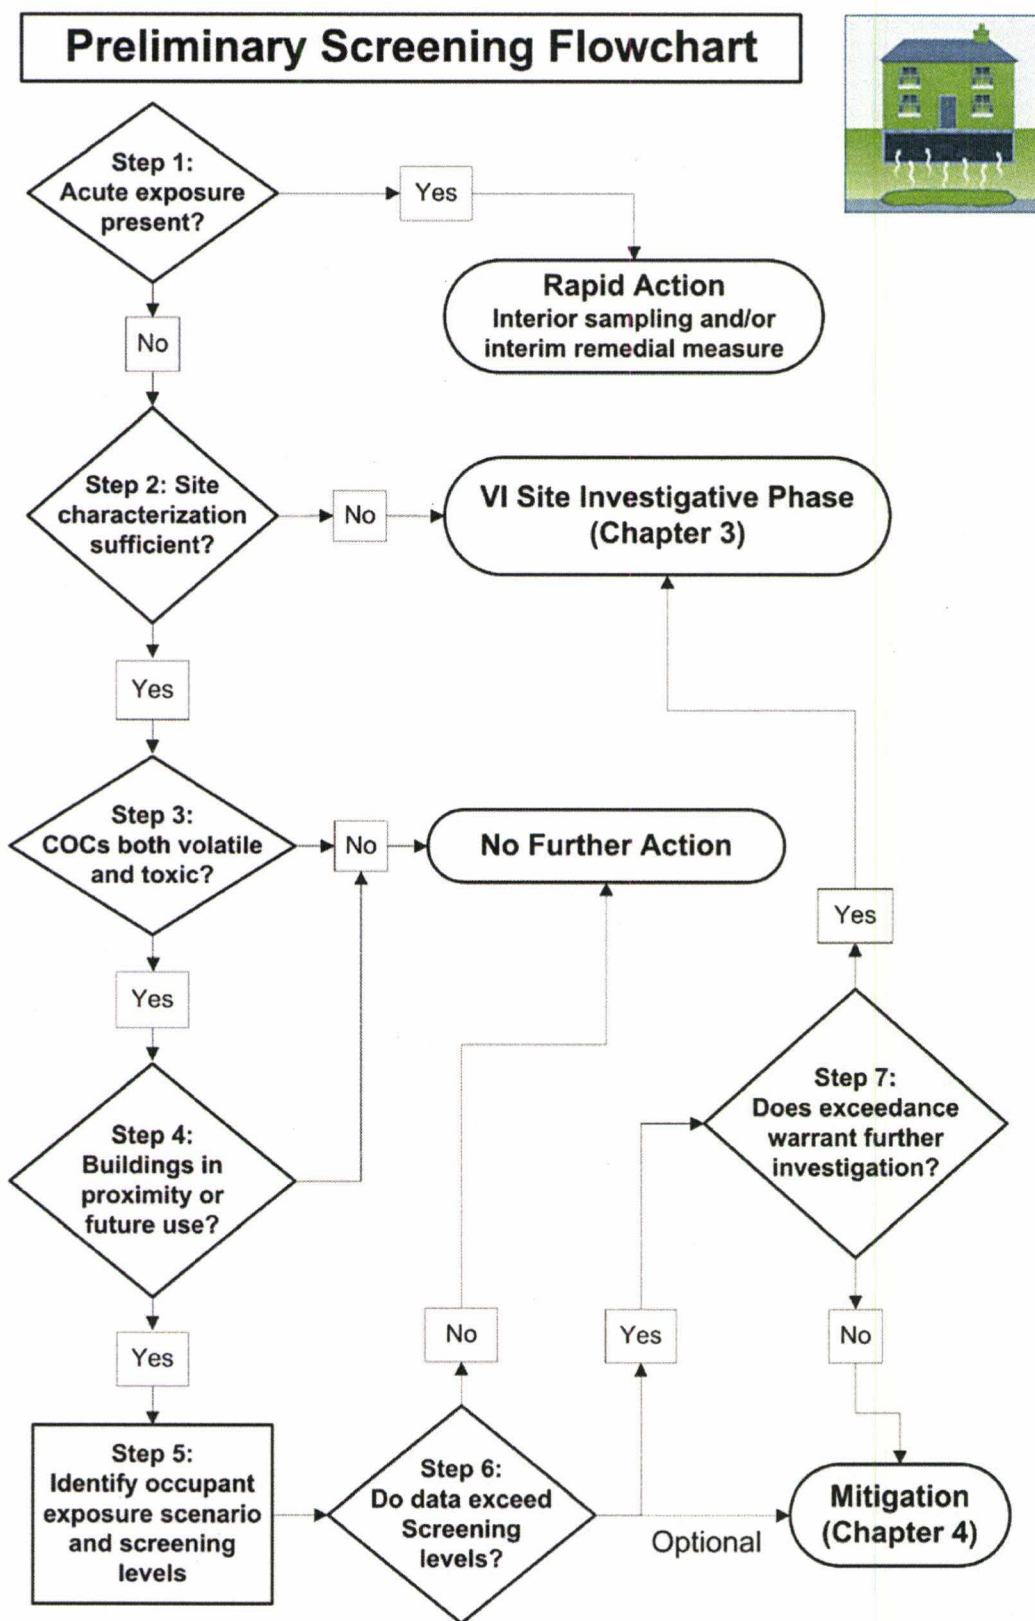 Preliminary Screening Flowchart
Step 1:
Acute exposure
present?
Yes
Rapid Action
Interior sampling and/or
interim remedial measure
No
Step 2: Site
characterization
sufficient?
No
VI Site Investigative Phase
(Chapter 3)
Yes
Step 3:
COCs both volatile
and toxic?
No
No Further Action
Yes
Yes
Step 4:
Buildings in
proximity or
future use?
Step 7:
Does exceedance
warrant further
investigation?
Yes
No
Yes
No
Step 5:
Identify occupant
exposure scenario
and screening
levels
Step 6:
Do data exceed
Screening
levels?
Optional
Mitigation
(Chapter 4)